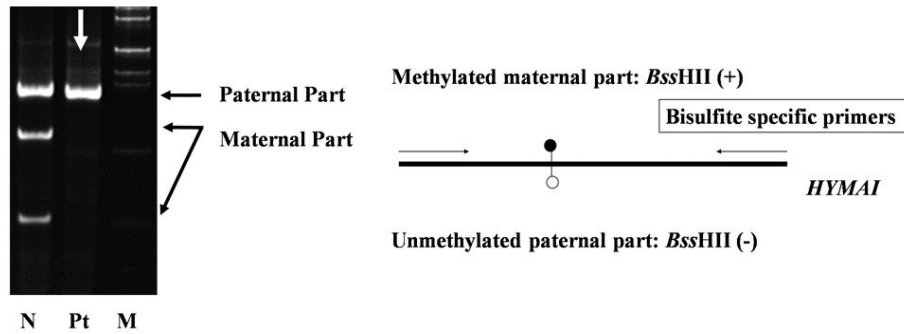 Paternal Part
Maternal Part
N Pt M
Methylated maternal part: BssHII (+)
Bisulfite specific primers
HYMAI
Unmethylated paternal part: BssHII (-)